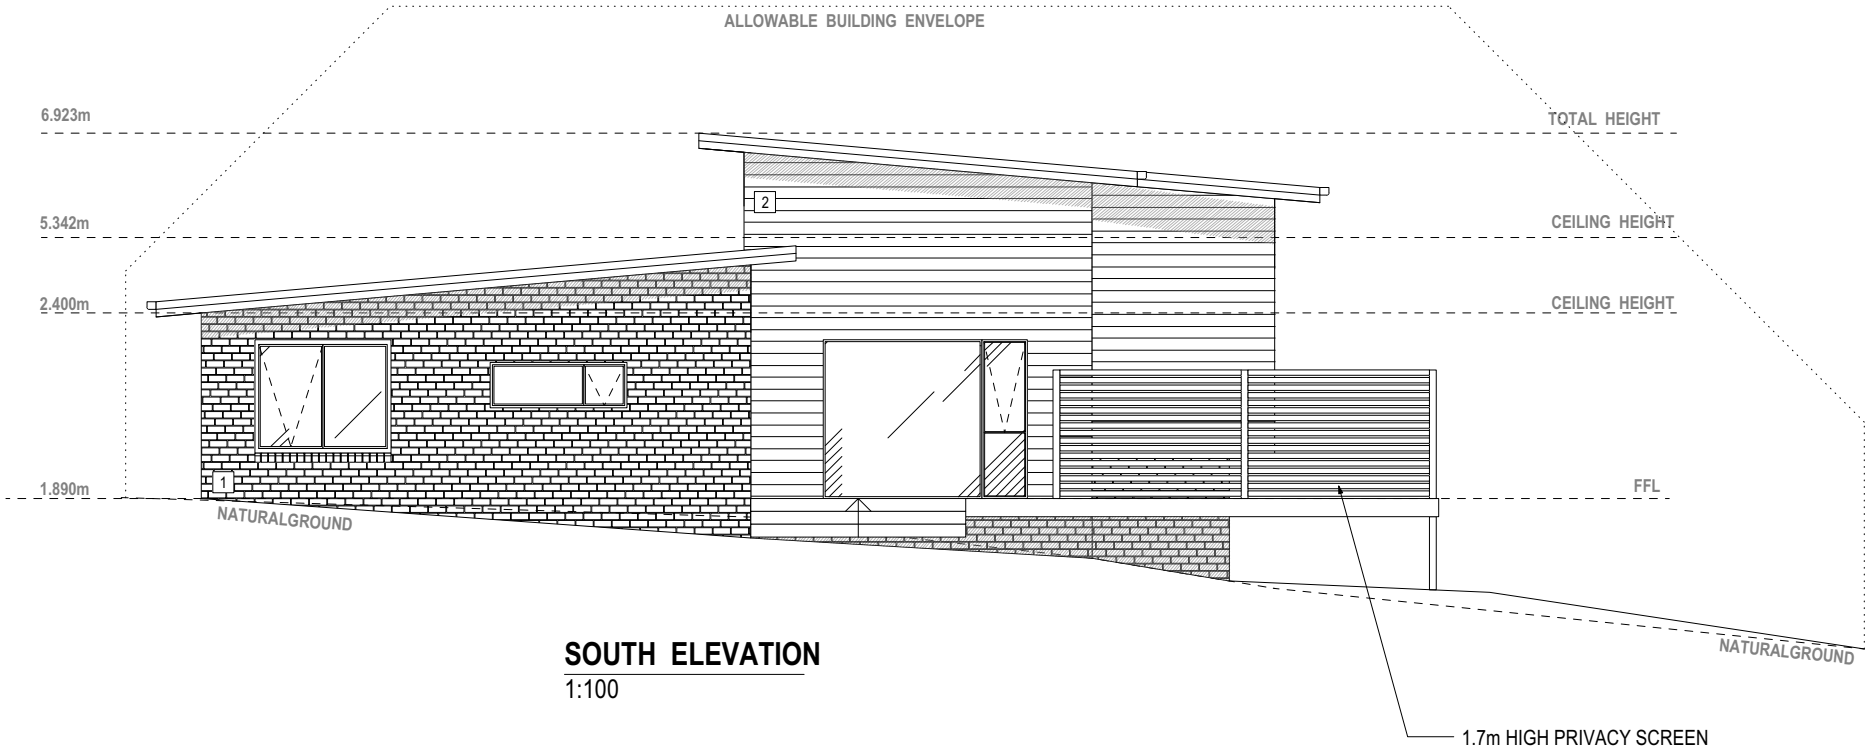 ALLOWABLE BUILDING ENVELOPE
6.923m
TOTAL HEIGHT
2
5.342m
CEILING HEIGHT
2.400m
CEILING HEIGHT
1
1.890m
FFL
NATURALGROUND
NATURALGROUND
SOUTH ELEVATION
1:100
1.7m HIGH PRIVACY SCREEN